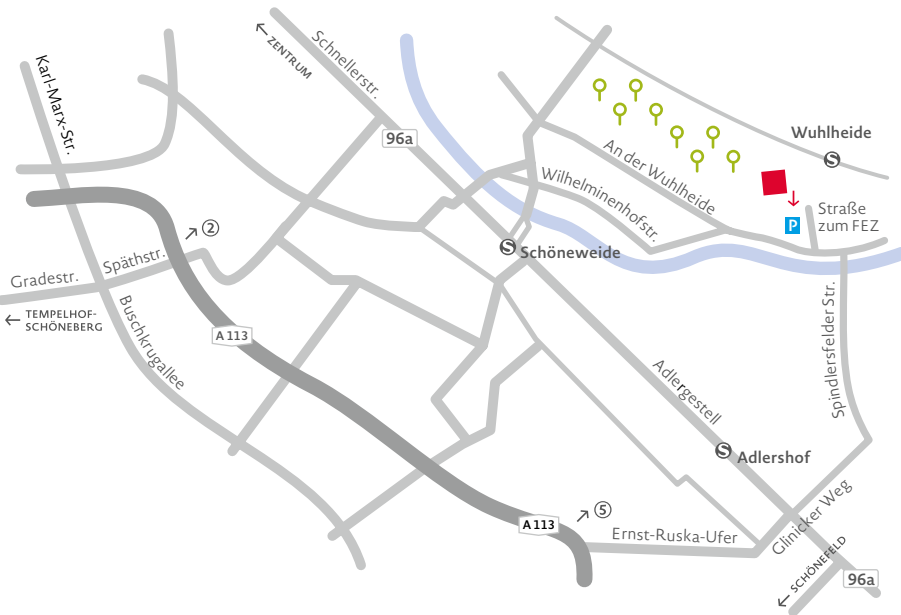 ZENTRUM
Schnellerstr.
Karl-Marx-Str.
96a
Wuhlheide
S
An der Wuhlheide
Wilhelminenhofstr.
P
Straße
zum FEZ
2
S
Schöneweide
Späthstr.
Gradestr.
TEMPELHOF-
SCHÖNEBERG
Buschkrugallee
A 113
Spindlersfelder Str.
Adlergestell
S
Adlershof
5
A 113
Ernst-Ruska-Ufer
Glinicker Weg
SCHÖNEFELD
96a